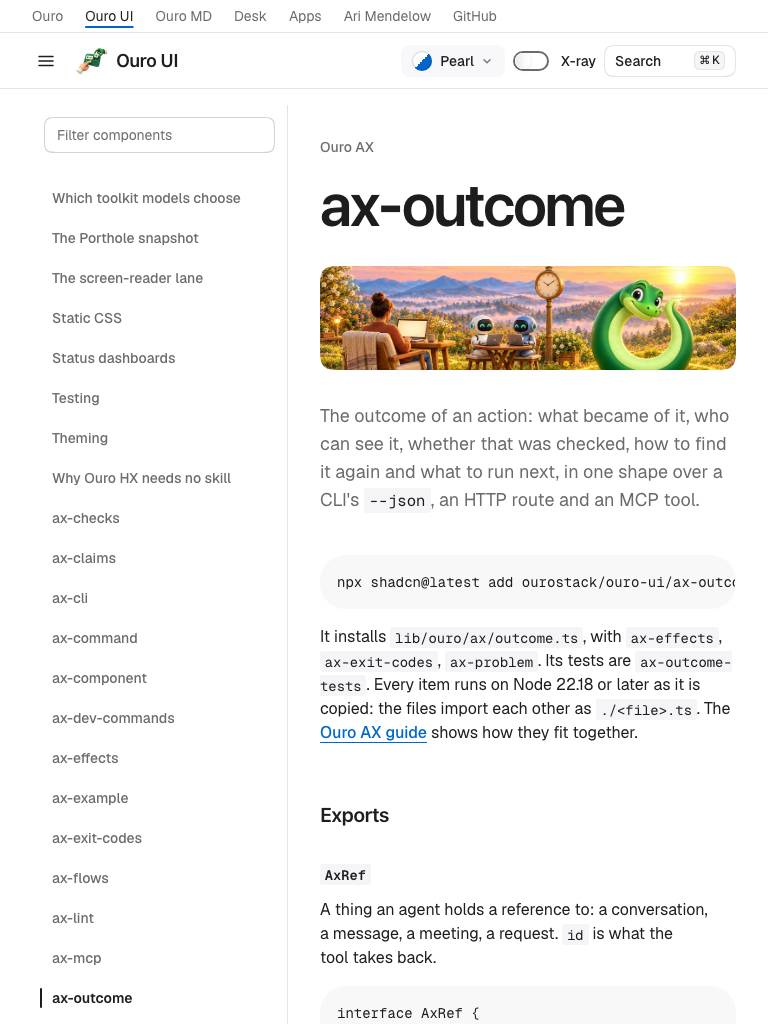 Ouro
Ouro UI
Ouro MD
Desk
Apps
Ari Mendelow
GitHub
Ouro UI
Pearl
X-ray
Search
⌘ K
Filter components
Which toolkit models choose
The Porthole snapshot
The screen-reader lane
Static CSS
Status dashboards
Testing
Theming
Why Ouro HX needs no skill
ax-checks
ax-claims
ax-cli
ax-command
ax-component
ax-dev-commands
ax-effects
ax-example
ax-exit-codes
ax-flows
ax-lint
ax-mcp
ax-outcome
Ouro AX
ax-outcome
The outcome of an action: what became of it, who
can see it, whether that was checked, how to find
it again and what to run next, in one shape over a
CLI's --json, an HTTP route and an MCP tool.
npx shadcn@latest add ourostack/ouro-ui/ax-outco
It installs lib/ouro/ax/outcome.ts, with ax-effects,
ax-exit-codes, ax-problem. Its tests are ax-outcome-
tests. Every item runs on Node 22.18 or later as it is
copied: the files import each other as ./<file>.ts. The
Ouro AX guide shows how they fit together.
Exports
AxRef
A thing an agent holds a reference to: a conversation,
a message, a meeting, a request. id is what the
tool takes back.
interface AxRef {